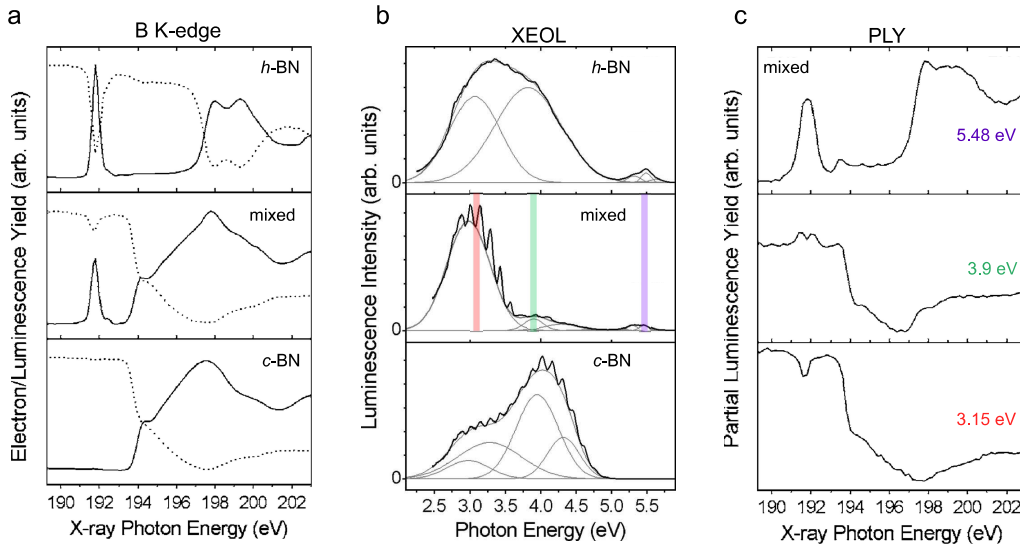 a
B K-edge
h-BN
mixed
c-BN
Electron/Luminescence Yield (arb. units)
190 192 194 196 198 200 202
X-ray Photon Energy (eV)
b
XEOL
h-BN
0
mixed
0
c-BN
0
Luminescence Intensity (arb. units)
2.5 3.0 3.5 4.0 4.5 5.0 5.5
Photon Energy (eV)
c
PLY
mixed
5.48 eV
3.9 eV
3.15 eV
Partial Luminescence Yield (arb. units)
190 192 194 196 198 200 202
X-ray Photon Energy (eV)